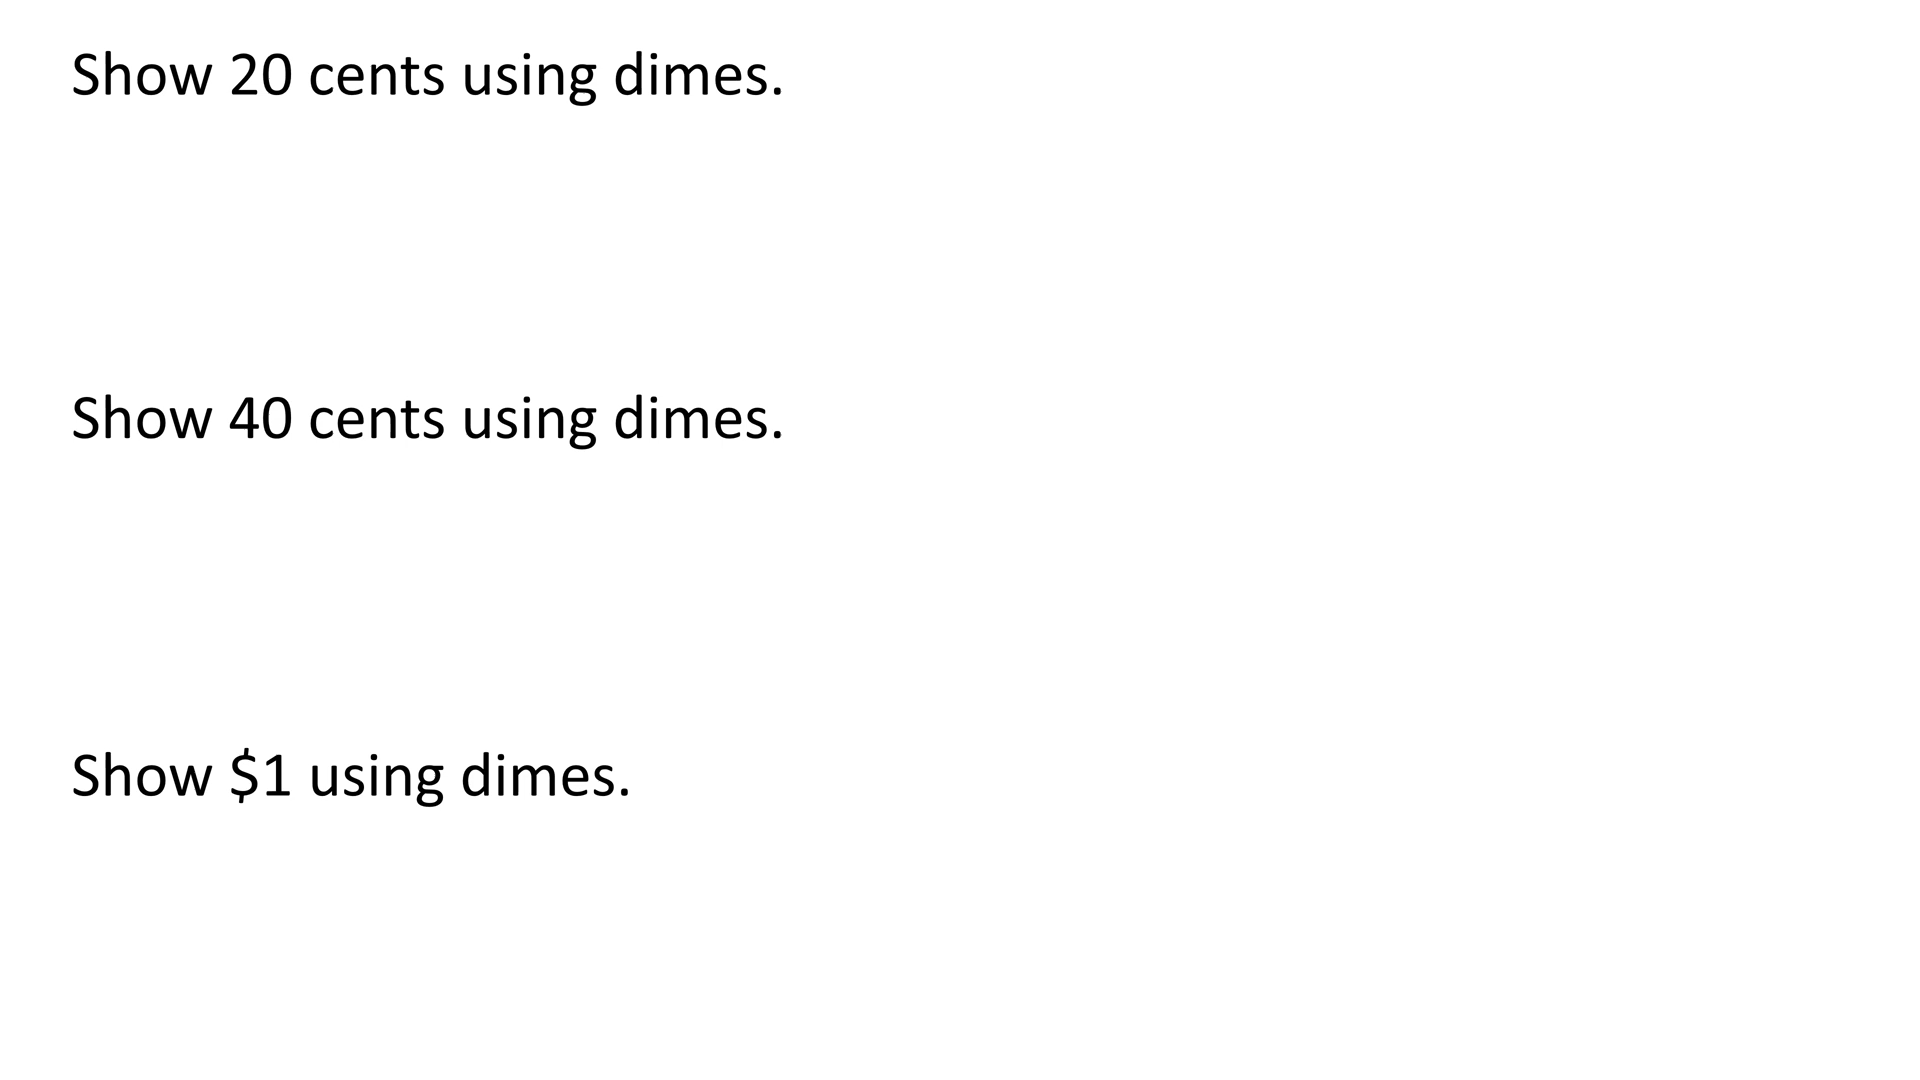 Show 20 cents using dimes.
Show 40 cents using dimes.
Show $1 using dimes.